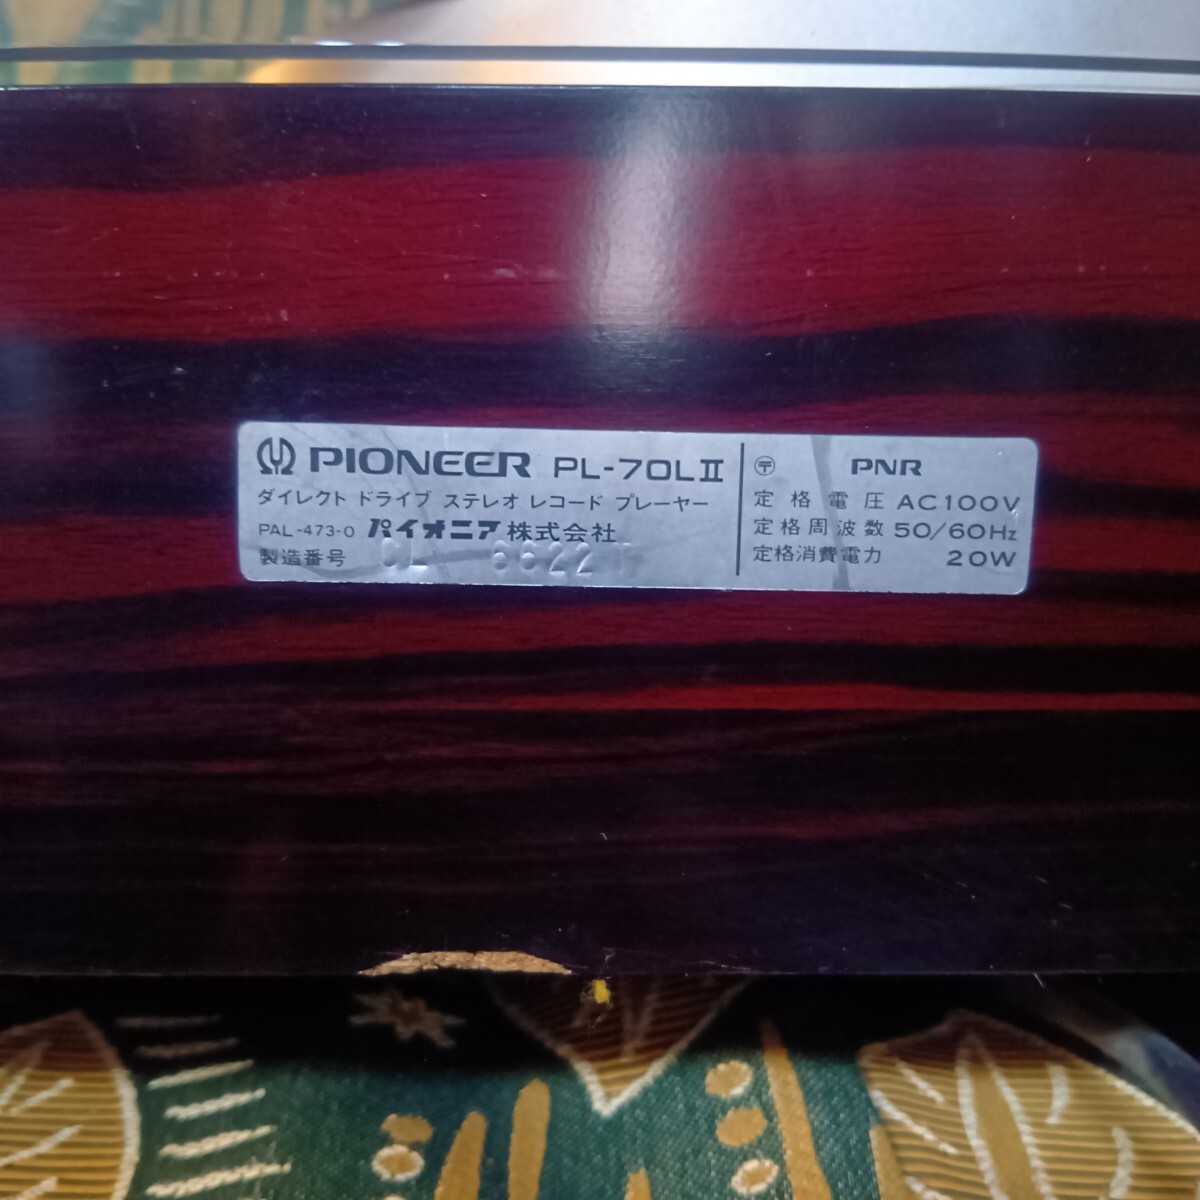 PIONEER PL-70LⅡ
ダイレクト ドライブ ステレオ レコード プレーヤー
PAL-473-0 パイオニア株式会社
製造番号 CL 6622
〒 PNR
定格電圧 AC100V
定格周波数 50/60Hz
定格消費電力 20W